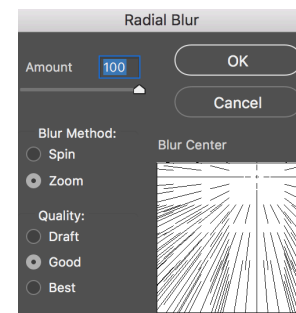 Radial Blur
Amount 100
OK
Cancel
Blur Method:
Spin
Zoom
Blur Center
Quality:
Draft
Good
Best